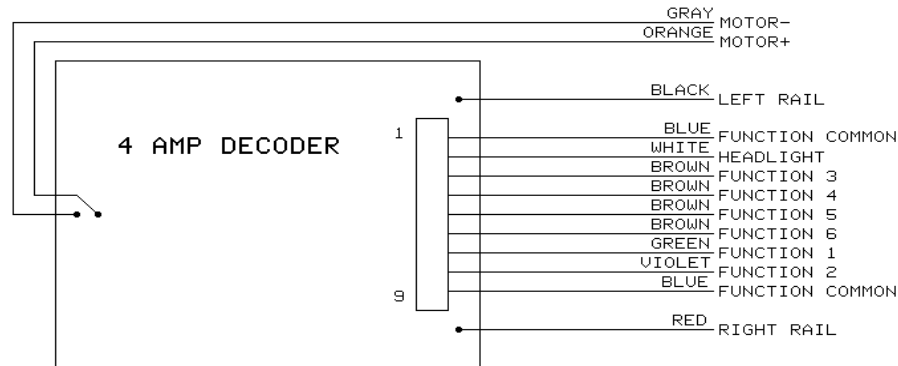 GRAY MOTOR-
ORANGE MOTOR+
BLACK LEFT RAIL
4 AMP DECODER
1
BLUE FUNCTION COMMON
WHITE HEADLIGHT
BROWN FUNCTION 3
BROWN FUNCTION 4
BROWN FUNCTION 5
BROWN FUNCTION 6
GREEN FUNCTION 1
VIOLET FUNCTION 2
BLUE FUNCTION COMMON
9
RED RIGHT RAIL